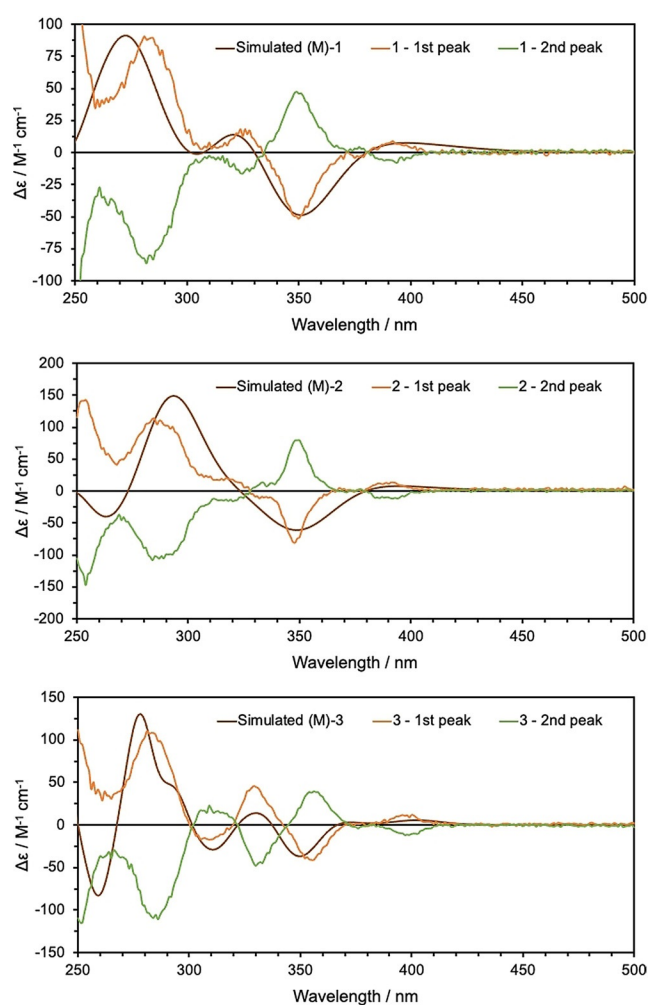 100
Simulated (M)-1 1 - 1st peak 1 - 2nd peak
75
50
25
0
-25
-50
-75
-100
250 300 350 400 450 500
Δε / M⁻¹ cm⁻¹
Wavelength / nm
200
Simulated (M)-2 2 - 1st peak 2 - 2nd peak
150
100
50
0
-50
-100
-150
-200
250 300 350 400 450 500
Δε / M⁻¹ cm⁻¹
Wavelength / nm
150
Simulated (M)-3 3 - 1st peak 3 - 2nd peak
100
50
0
-50
-100
-150
250 300 350 400 450 500
Δε / M⁻¹ cm⁻¹
Wavelength / nm